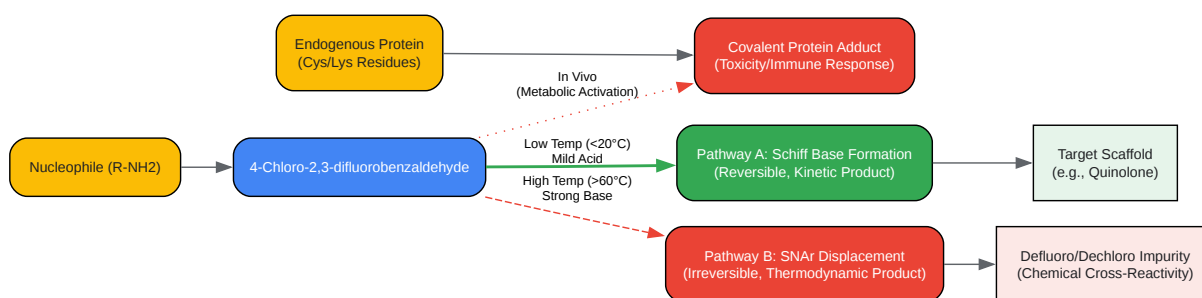 Endogenous Protein
(Cys/Lys Residues)
Covalent Protein Adduct
(Toxicity/Immune Response)
In Vivo
(Metabolic Activation)
Nucleophile (R-NH2)
4-Chloro-2,3-difluorobenzaldehyde
Low Temp (<20°C)
Mild Acid
Pathway A: Schiff Base Formation
(Reversible, Kinetic Product)
Target Scaffold
(e.g., Quinolone)
High Temp (>60°C)
Strong Base
Pathway B: SNAr Displacement
(Irreversible, Thermodynamic Product)
Defluoro/Dechloro Impurity
(Chemical Cross-Reactivity)